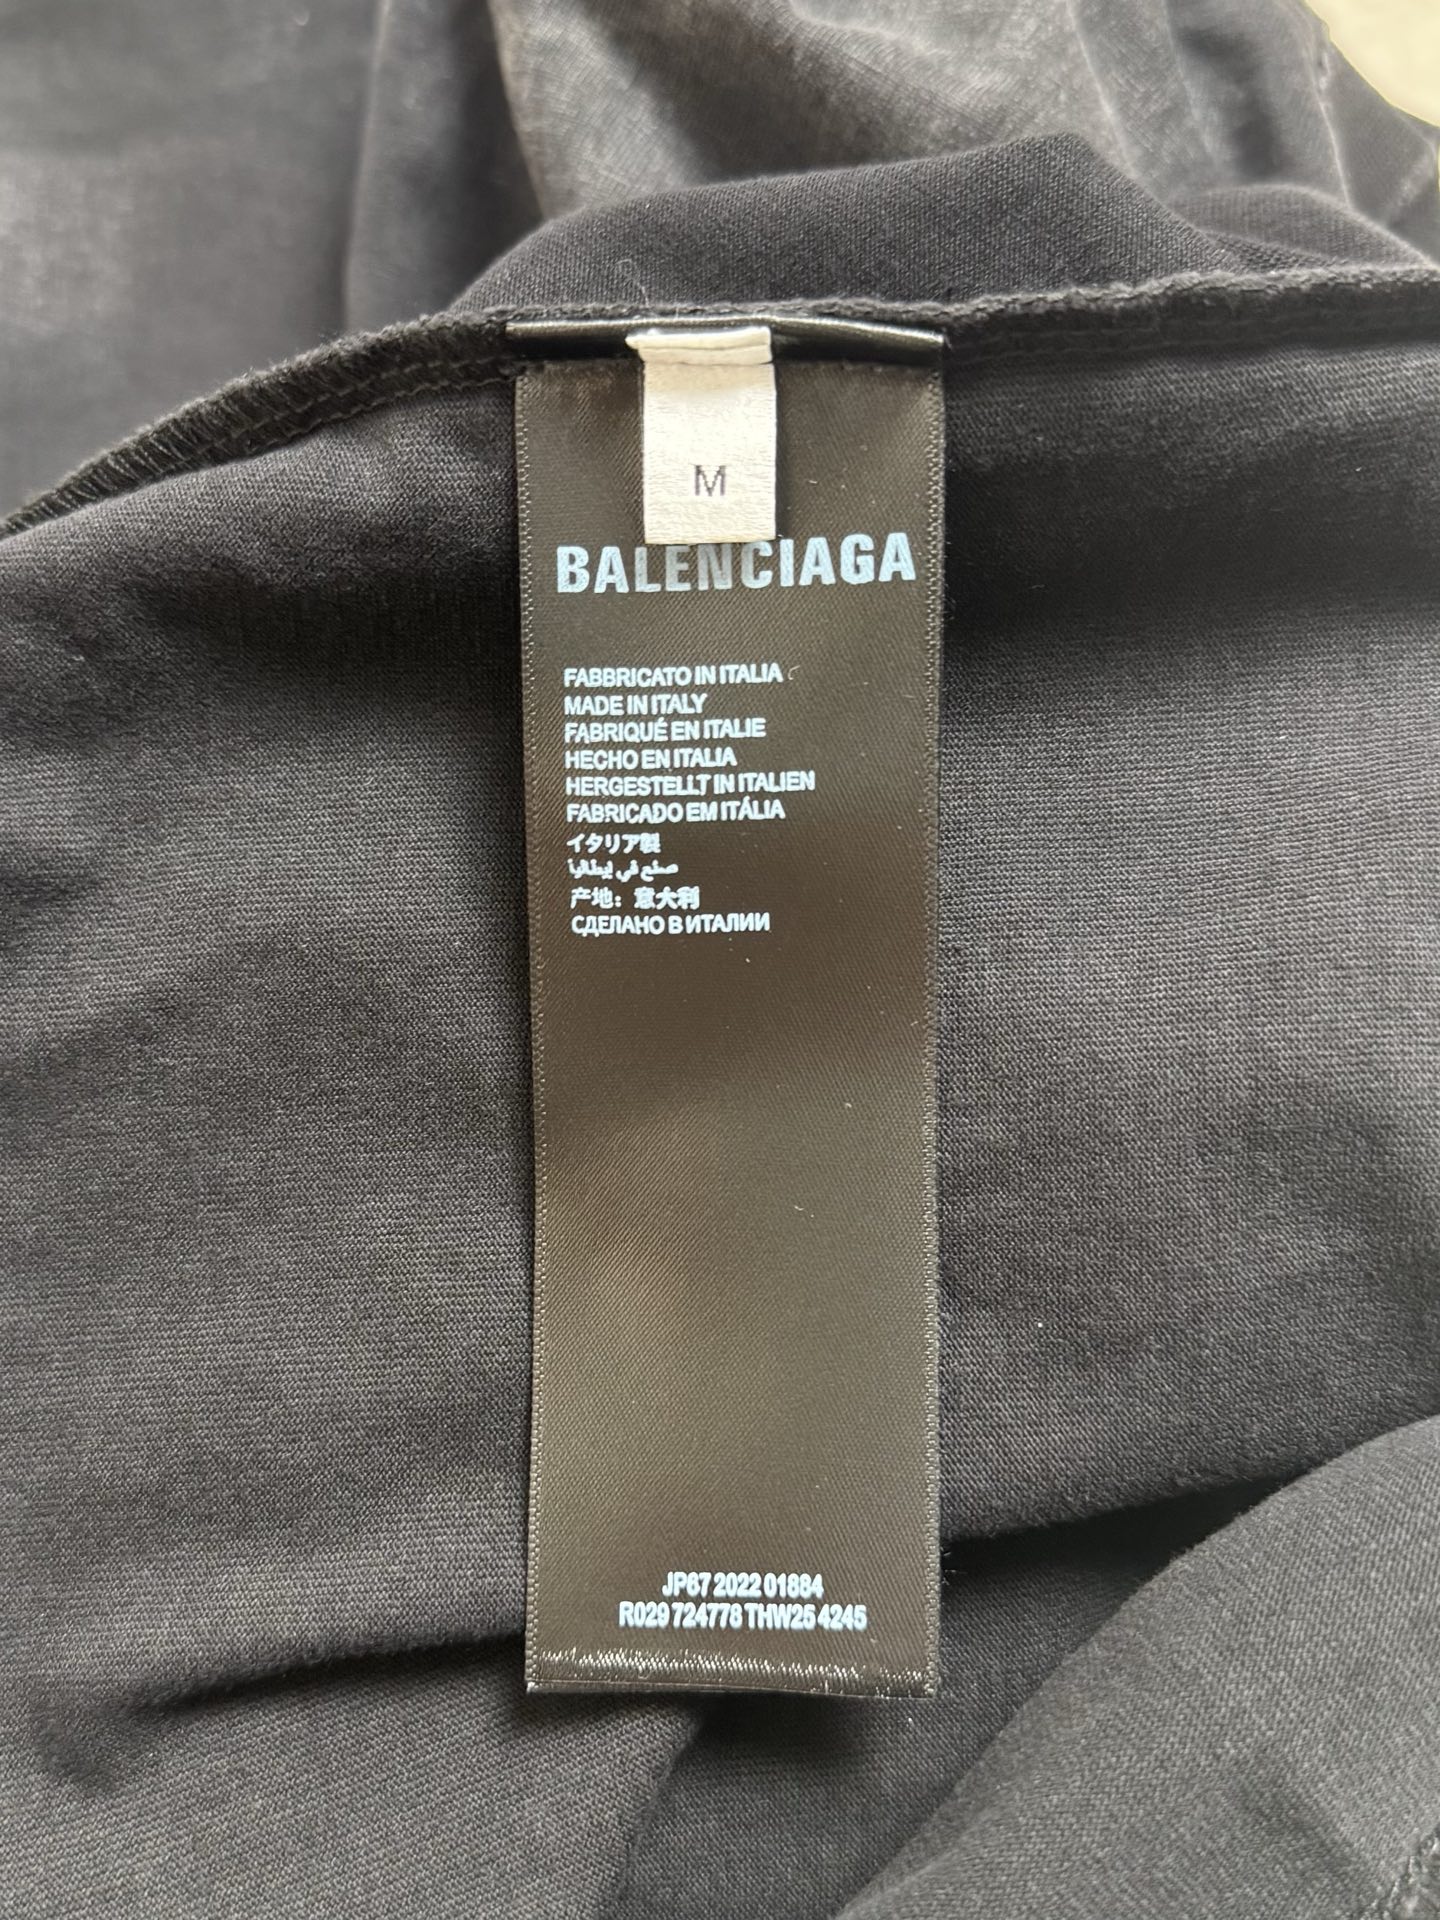 M
BALENCIAGA
FABBRICATO IN ITALIA
MADE IN ITALY
FABRIQUÉ EN ITALIE
HECHO EN ITALIA
HERGESTELLT IN ITALIEN
FABRICADO EM ITÁLIA
イタリア製
صنع في إيطاليا
产地：意大利
СДЕЛАНО В ИТАЛИИ
JP67 2022 01884
R029 724778 THW25 4245